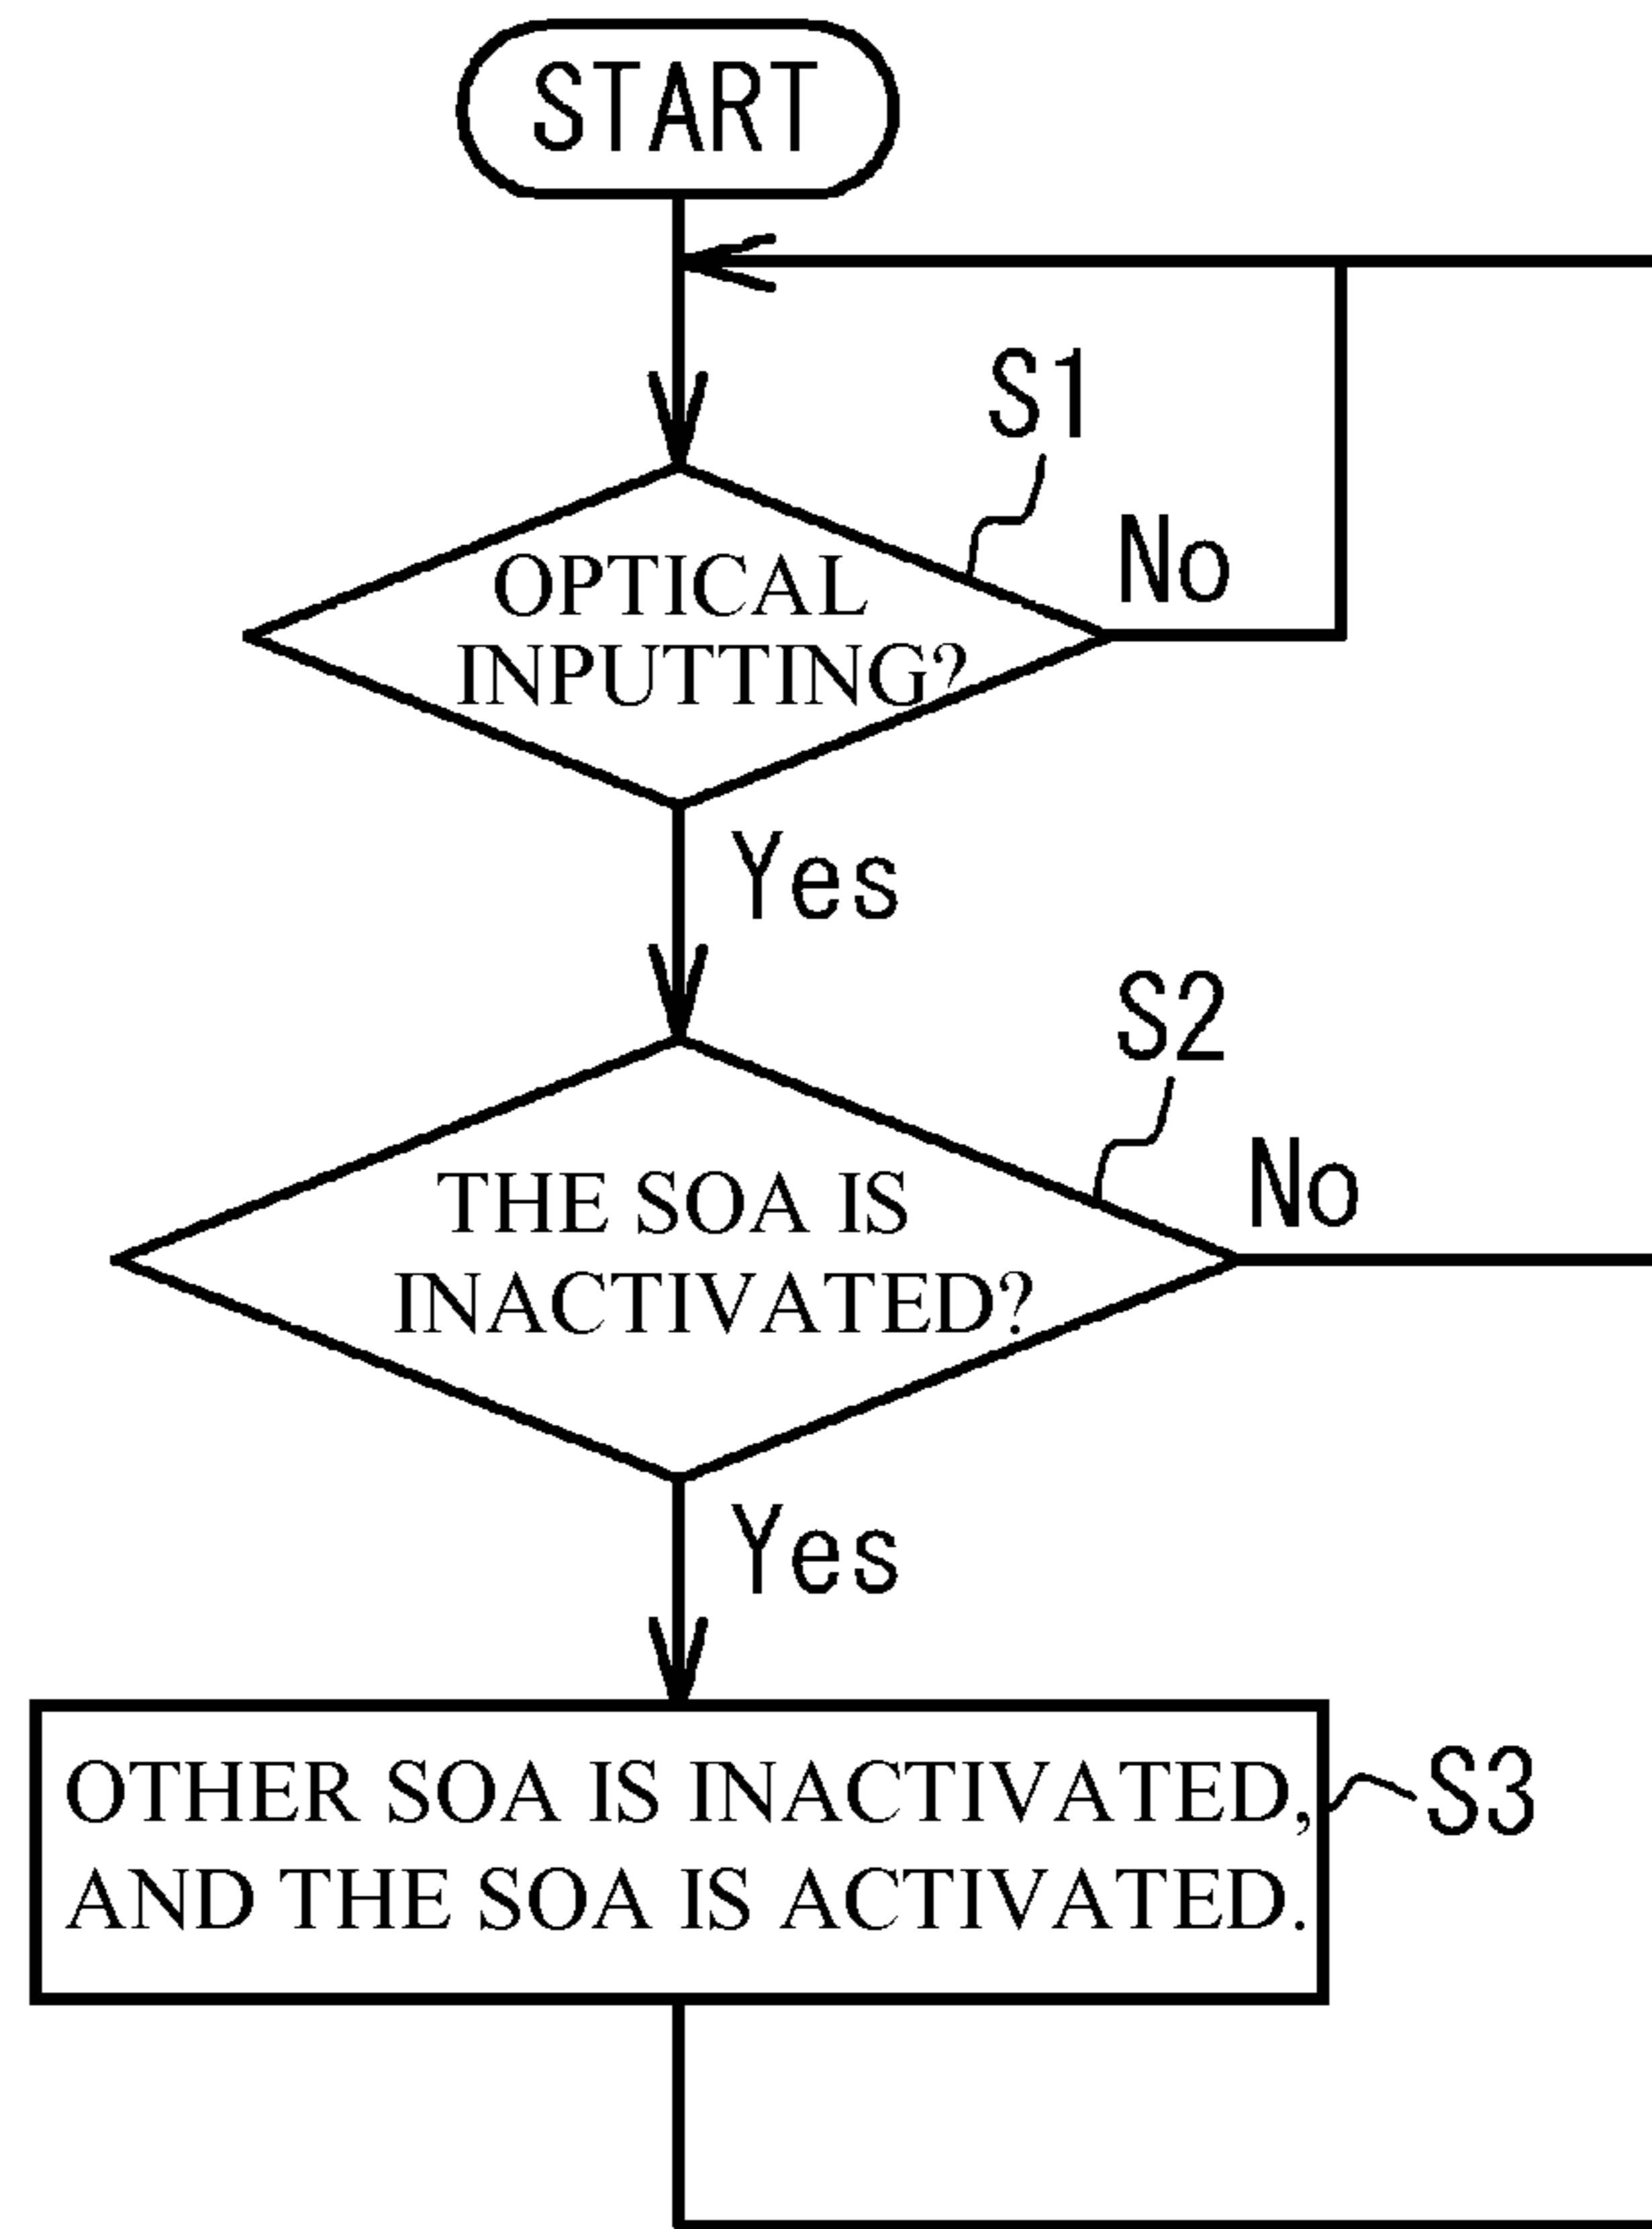 START
S1
No
OPTICAL
INPUTTING?
Yes
S2
No
THE SOA IS
INACTIVATED?
Yes
OTHER SOA IS INACTIVATED,
AND THE SOA IS ACTIVATED.
S3